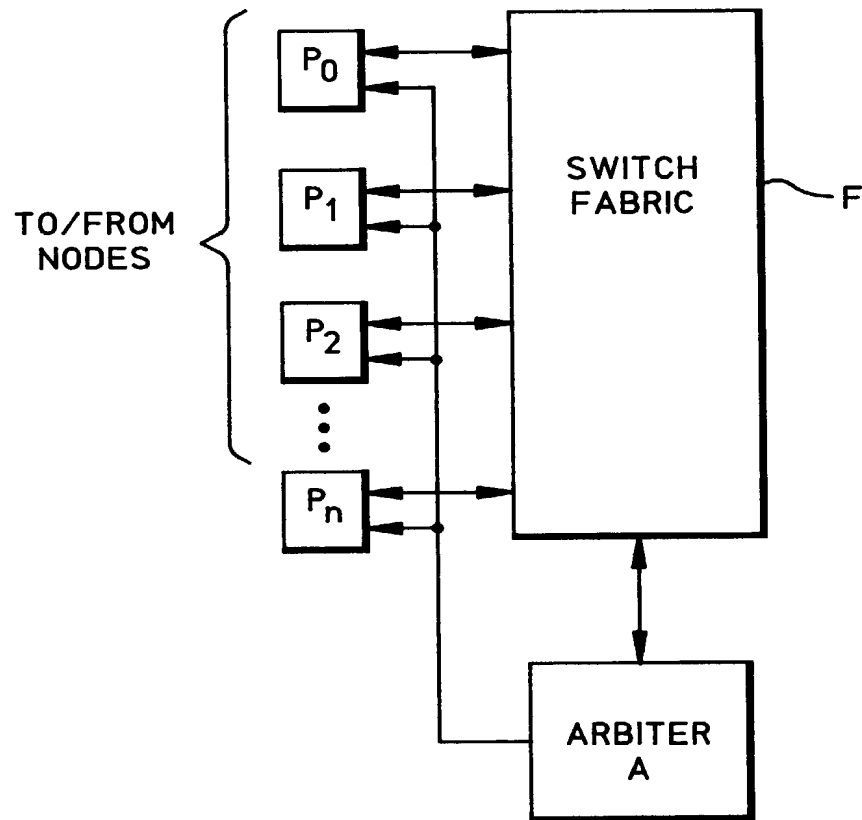 P0
P1
TO/FROM
NODES
P2
Pn
SWITCH
FABRIC
F
ARBITER
A